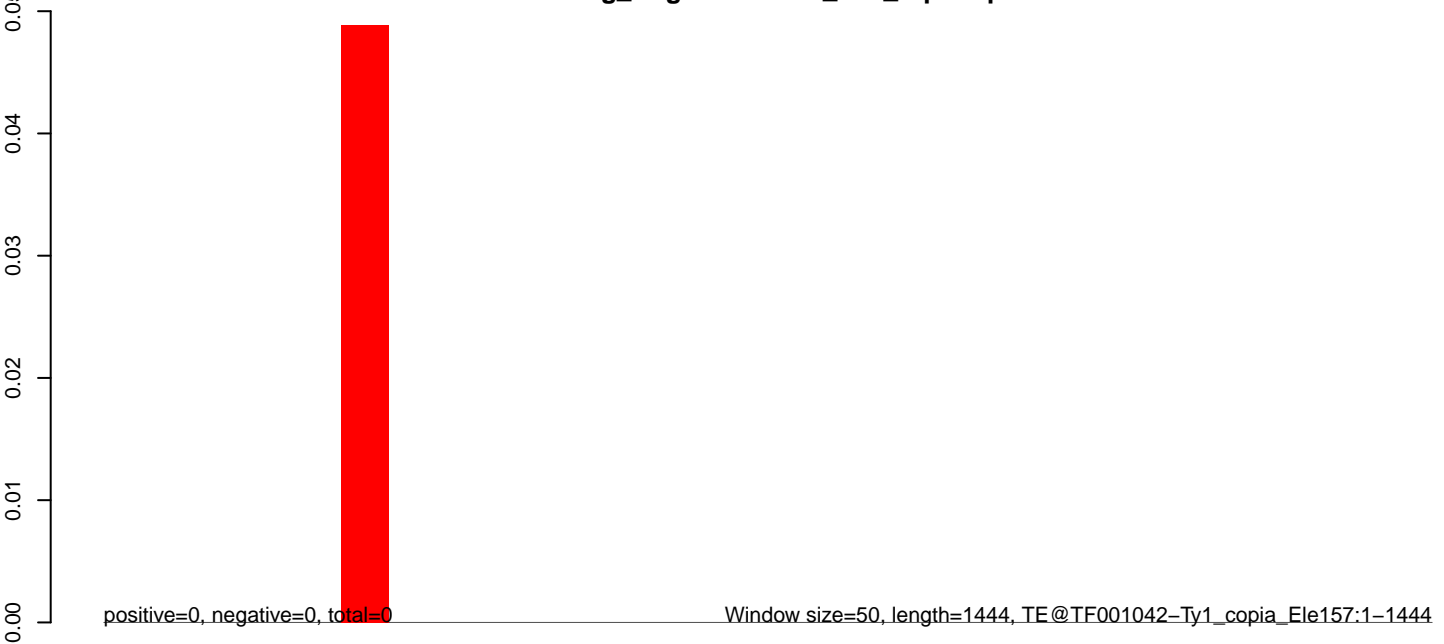 0.04
0.03
0.02
0.01
0.00
positive=0, negative=0, total=0
Window size=50, length=1444, TE@TF001042−Ty1_copia_Ele157:1−1444